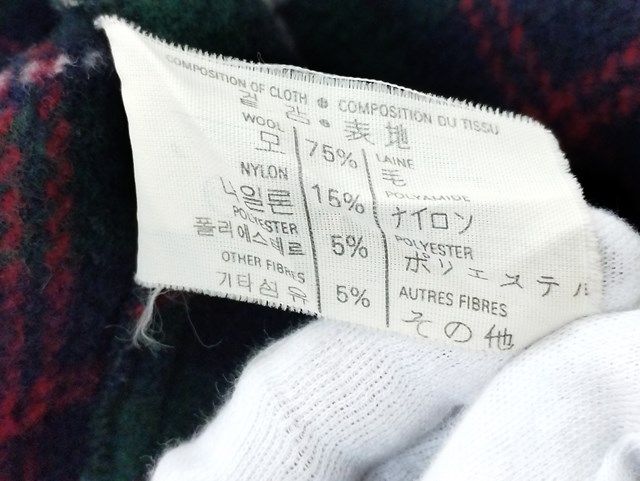 COMPOSITION OF CLOTH COMPOSITION DU TISSU
겉 감 表地
WOOL LAINE
모 75% 毛
NYLON POLYAMIDE
나일론 15% ナイロン
POLYESTER POLYESTER
폴리에스테르 5% ポリエステル
OTHER FIBRES AUTRES FIBRES
기타섬유 5% その他